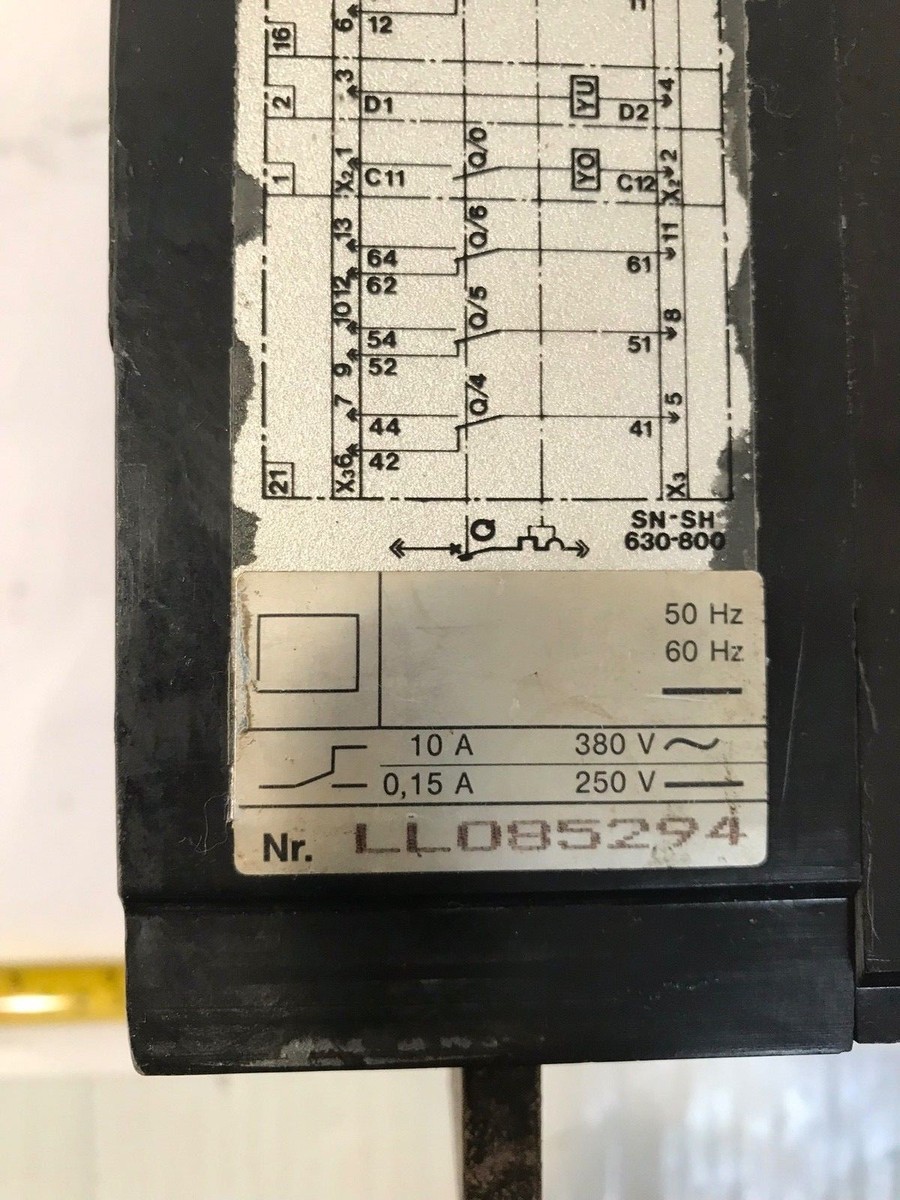 16 6 12 11
2 3 D1 YU D2 4
1 X2 1 C11 Q/0 YO C12 X2 2
13 64 Q/6 61 11
12 62
10 54 Q/5 51 8
9 52
7 44 Q/4 41 5
21 X3 6 42 X3
Q SN-SH
630-800
50 Hz
60 Hz
10 A 380 V ~
0,15 A 250 V
Nr. LL085294